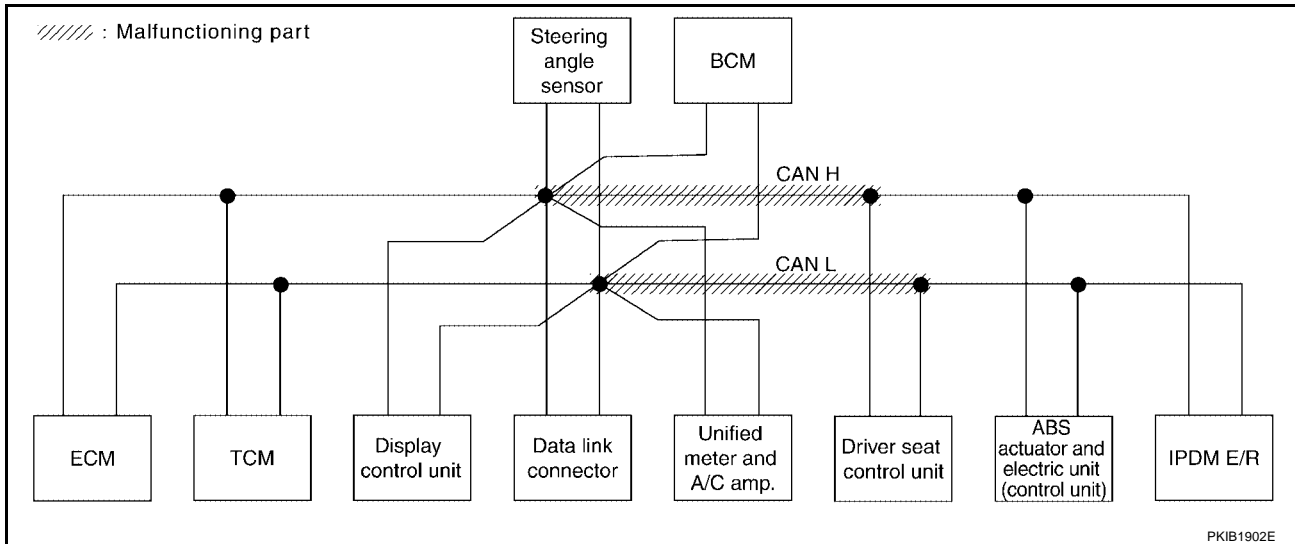 : Malfunctioning part
Steering
angle
sensor
BCM
CAN H
CAN L
ECM
TCM
Display
control unit
Data link
connector
Unified
meter and
A/C amp.
Driver seat
control unit
ABS
actuator and
electric unit
(control unit)
IPDM E/R
PKIB1902E